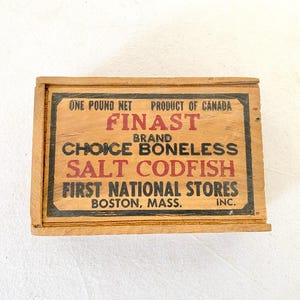 ONE POUND NET PRODUCT OF CANADA
FINAST
BRAND
CHOICE BONELESS
SALT CODFISH
FIRST NATIONAL STORES
BOSTON, MASS. INC.